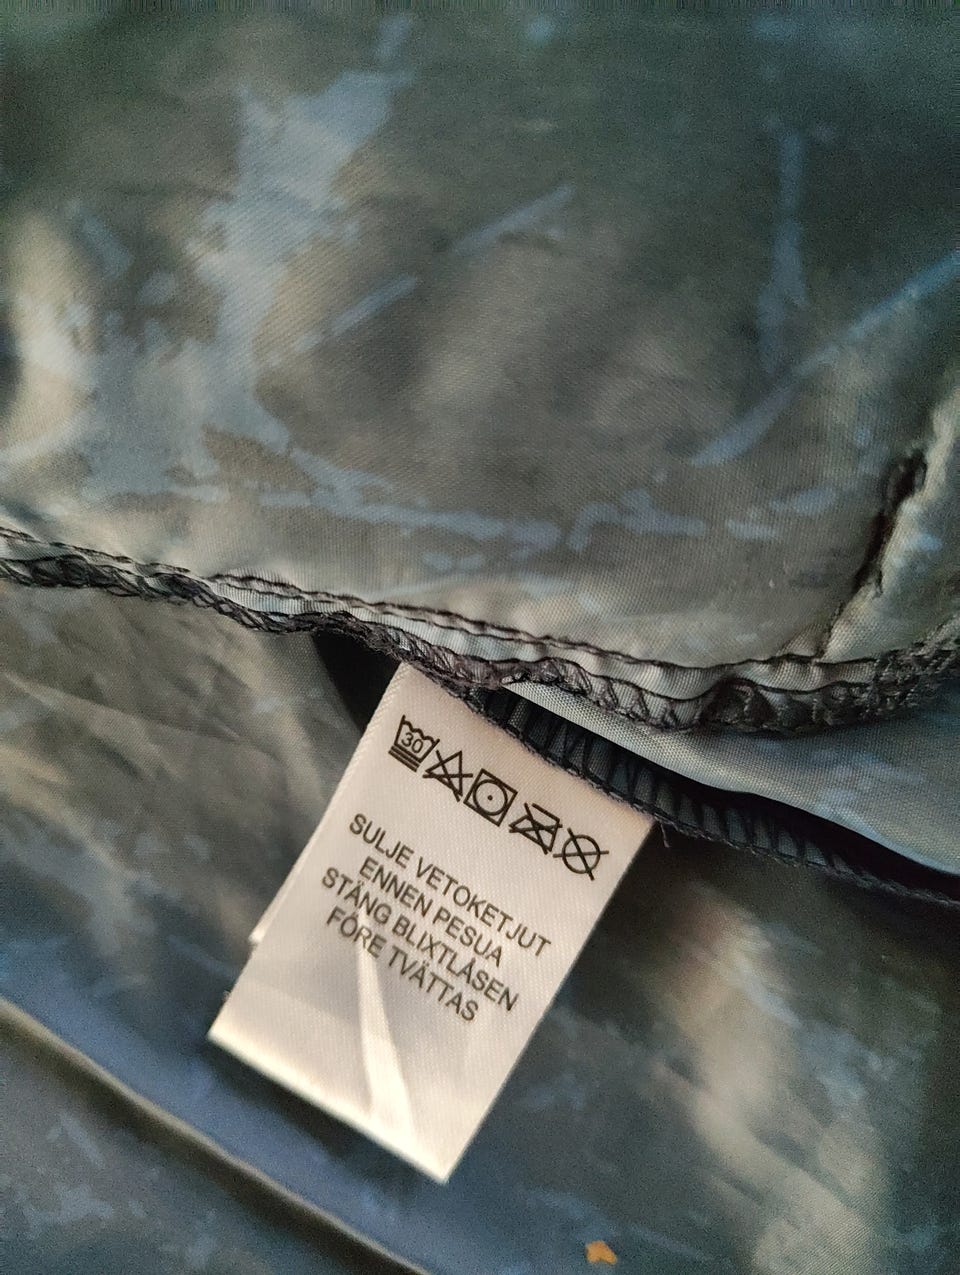 30
SULJE VETOKETJUT
ENNEN PESUA
STÄNG BLIXTLÅSEN
FÖRE TVÄTTAS